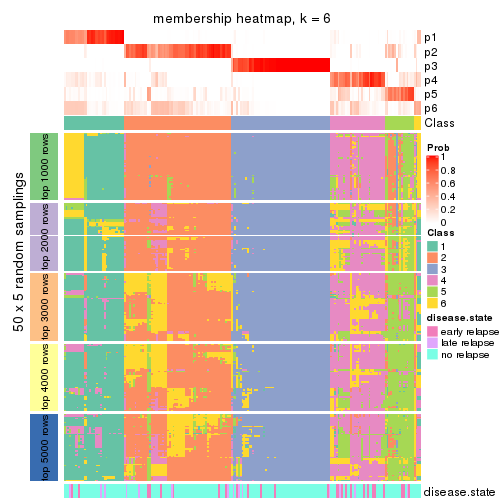 membership heatmap, k = 6
p1
p2
p3
p4
p5
p6
Class
50 x 5 random samplings
top 1000 rows
top 2000 rows
top 3000 rows
top 4000 rows
top 5000 rows
disease.state
Prob
1
0.8
0.6
0.4
0.2
0
Class
1
2
3
4
5
6
disease.state
early relapse
late relapse
no relapse